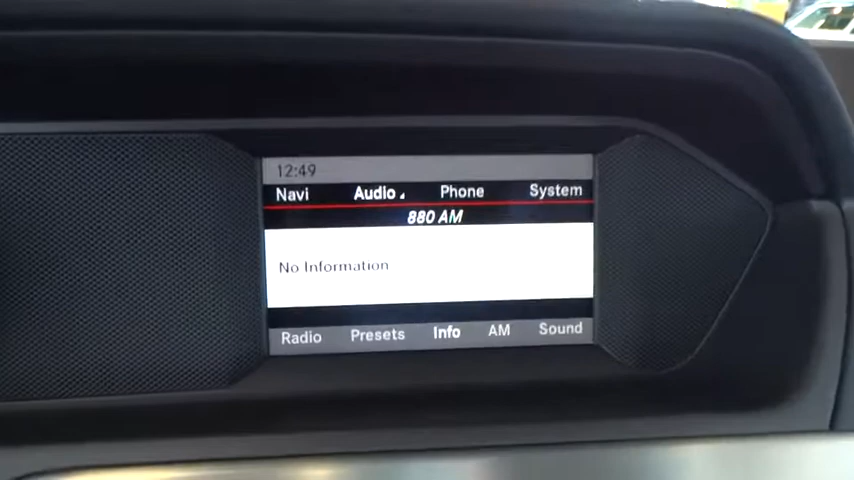 12:49
Navi Audio Phone System
880 AM
No Information
Radio Presets Info AM Sound